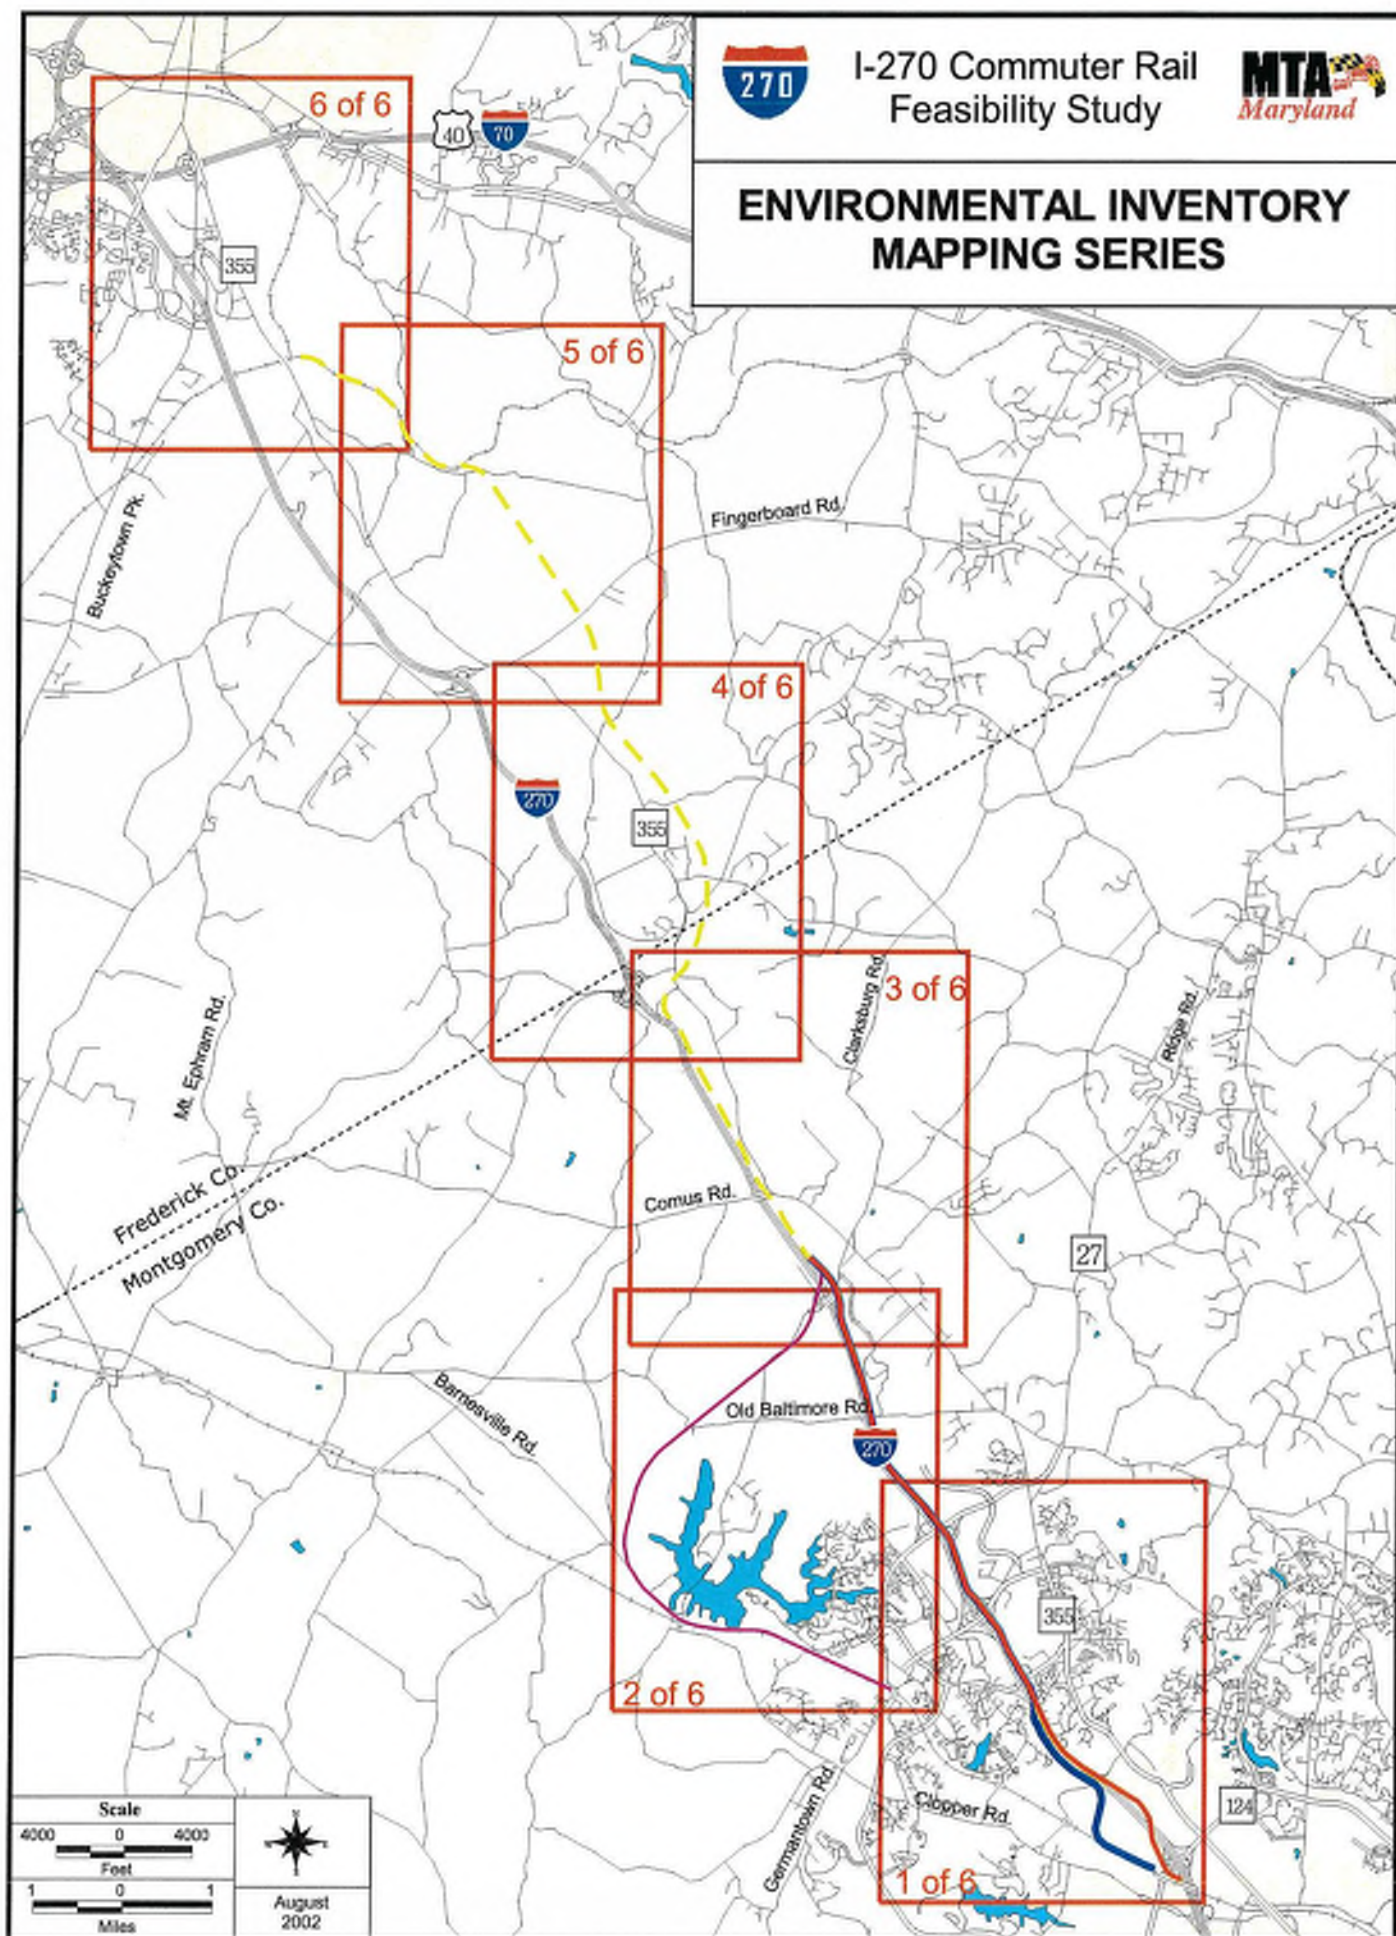 270
I-270 Commuter Rail
Feasibility Study
MTA
Maryland
ENVIRONMENTAL INVENTORY
MAPPING SERIES
6 of 6
40
70
355
5 of 6
Fingerboard Rd.
Buckeytown Pk.
4 of 6
270
355
3 of 6
Clarksburg Rd.
Ridge Rd.
Mt. Ephram Rd.
Frederick Co.
Montgomery Co.
Comus Rd.
27
Barnesville Rd.
Old Baltimore Rd.
270
355
2 of 6
Germantown Rd.
Clopper Rd.
124
1 of 6
Scale
4000 0 4000
Feet
1 0 1
Miles
N
August
2002